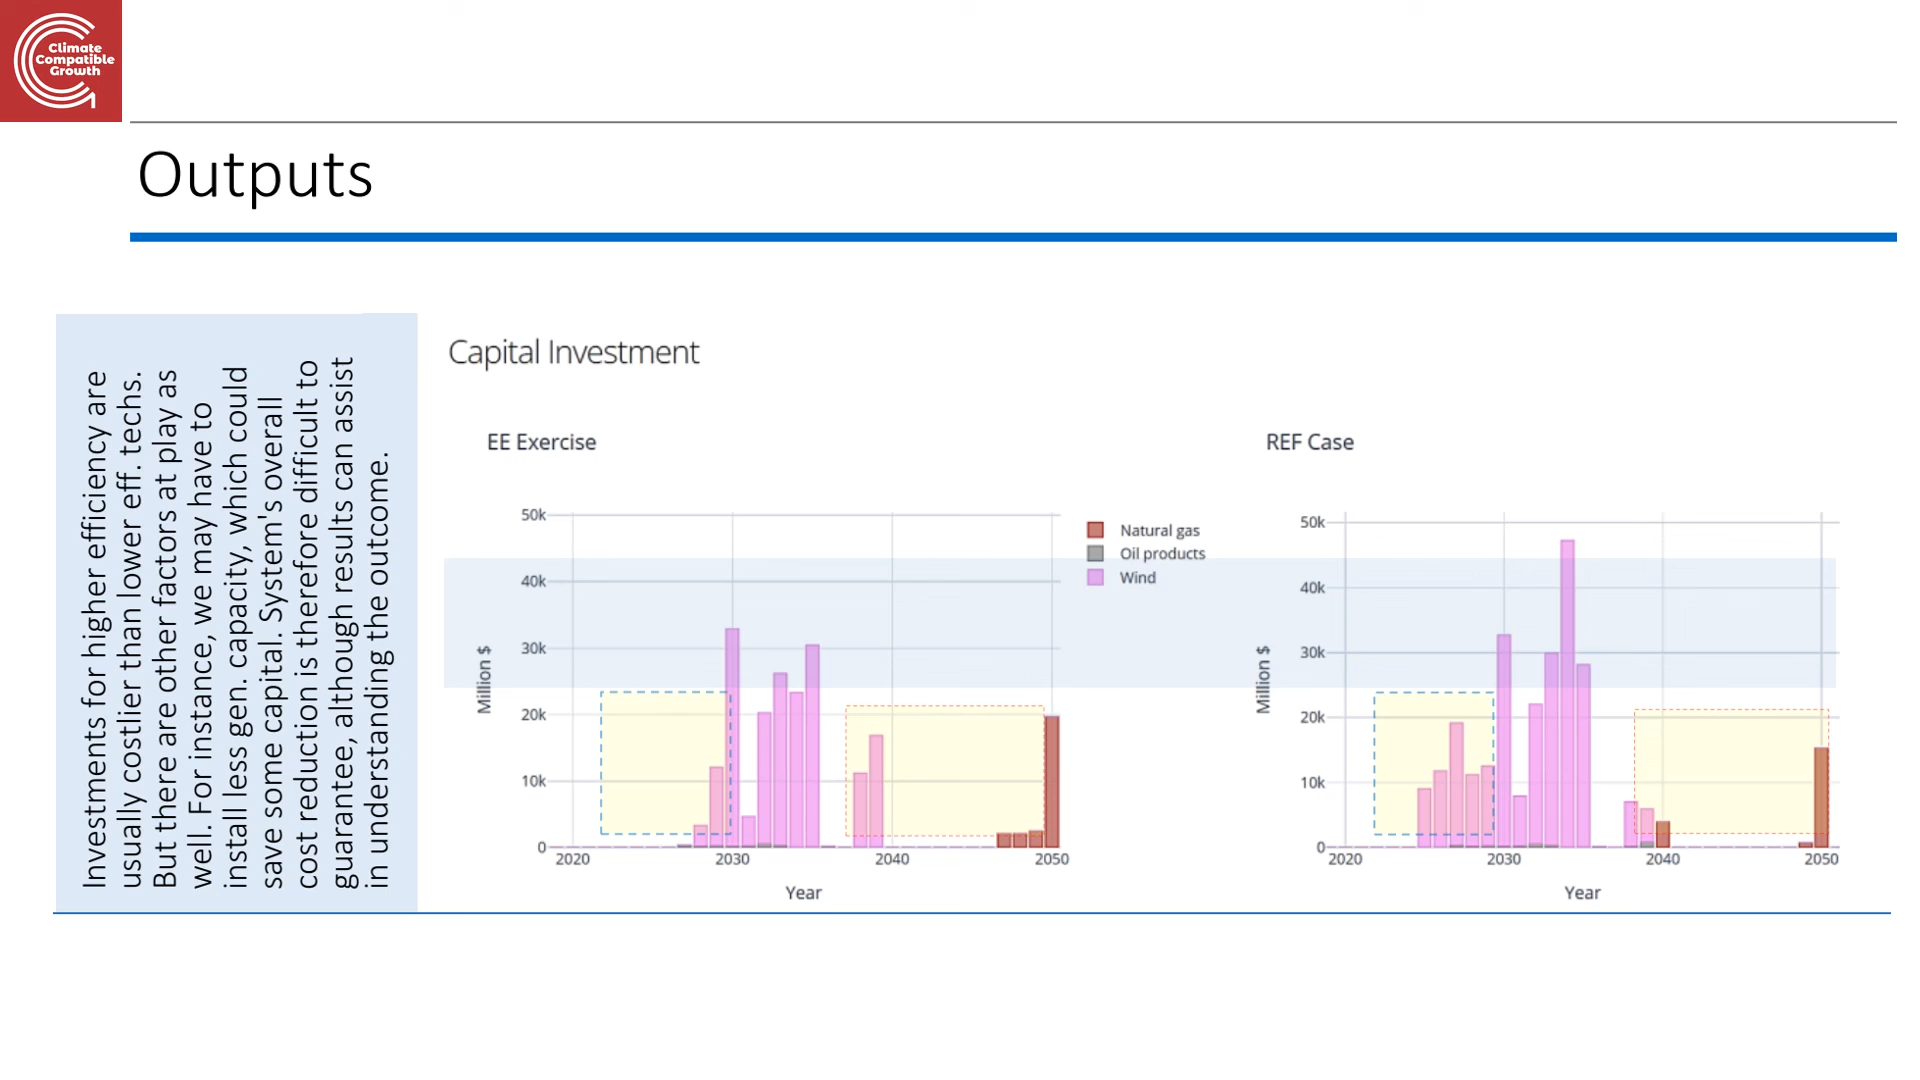 Climate
Compatible
Growth
Outputs
Investments for higher efficiency are
usually costlier than lower eff. techs.
But there are other factors at play as
well. For instance, we may have to
install less gen. capacity, which could
save some capital. System's overall
cost reduction is therefore difficult to
guarantee, although results can assist
in understanding the outcome.
Capital Investment
EE Exercise
50k
40k
30k
20k
10k
0
Million $
2020 2030 2040 2050
Year
Natural gas
Oil products
Wind
REF Case
50k
40k
30k
20k
10k
0
Million $
2020 2030 2040 2050
Year